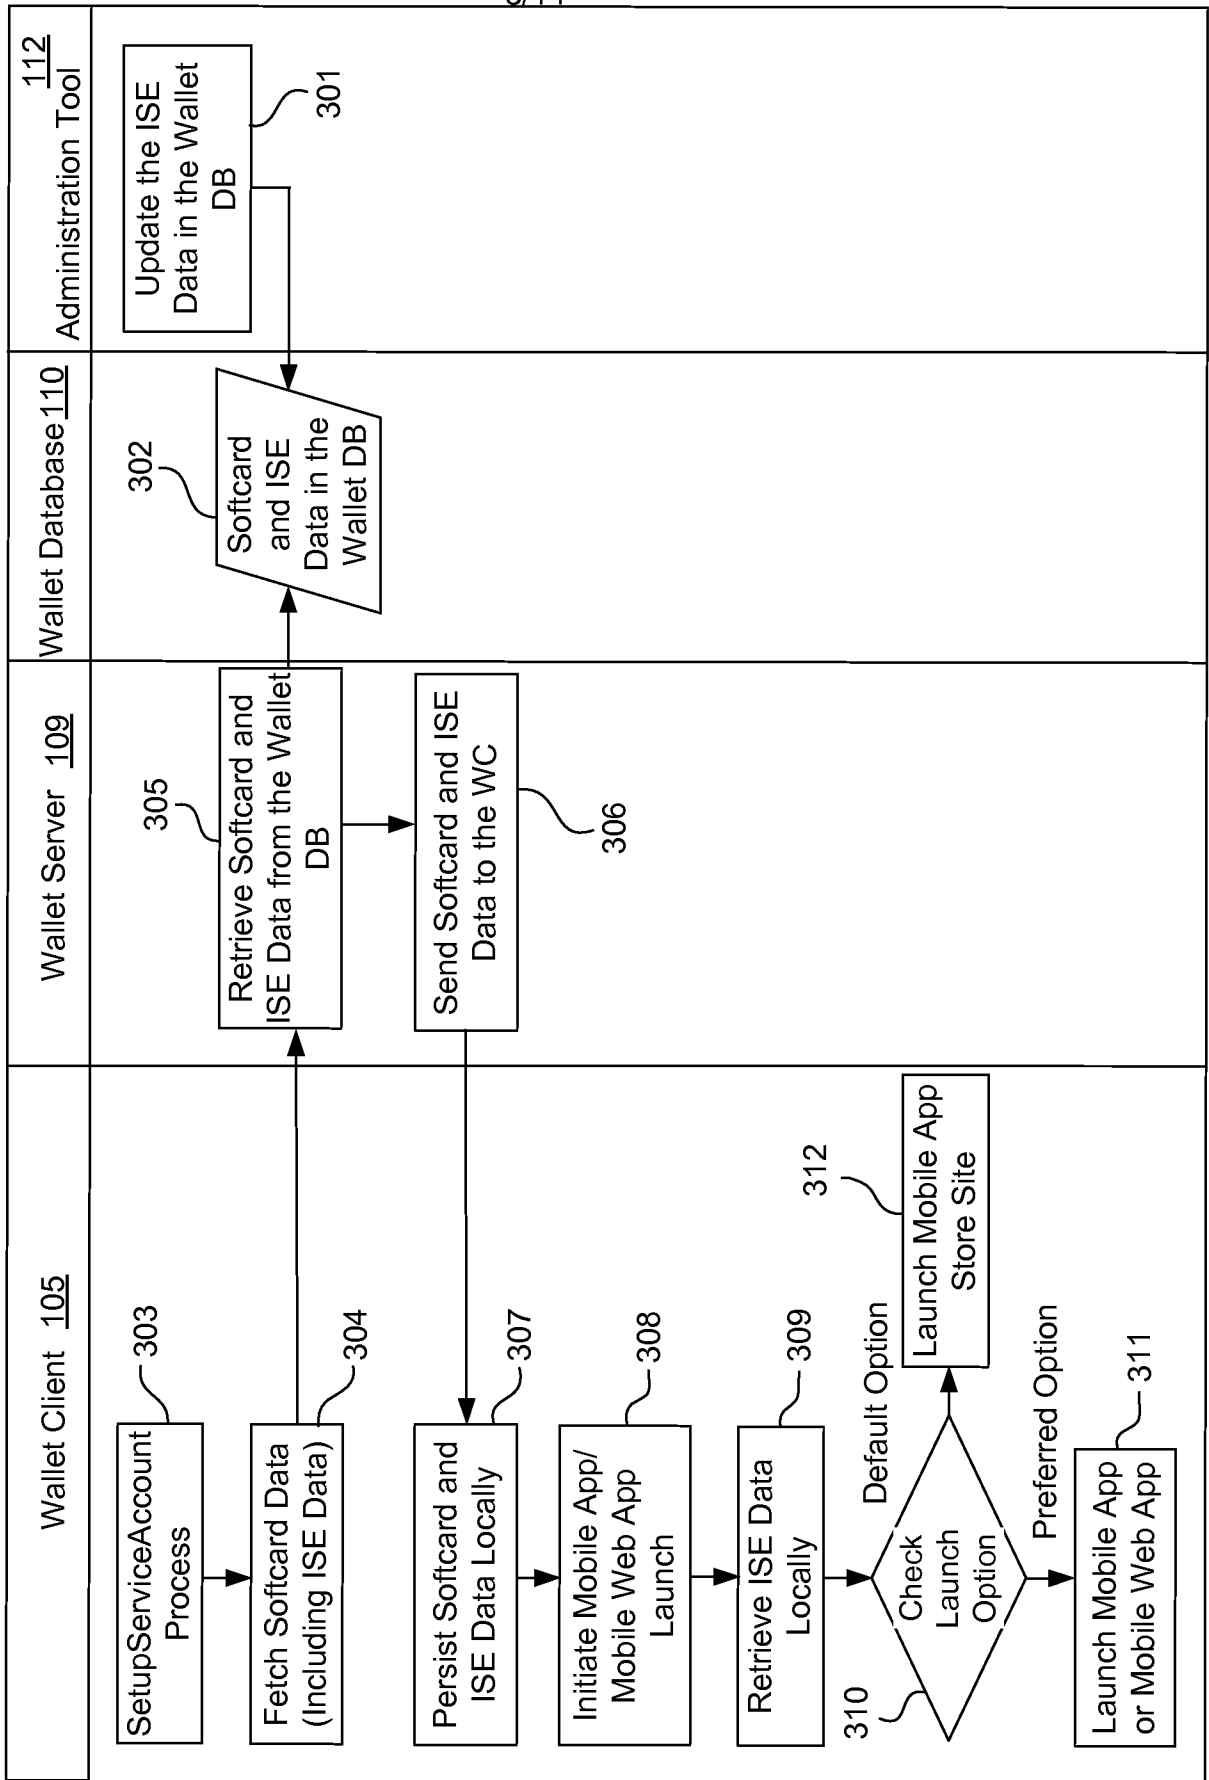 Wallet Client 105
Wallet Server 109
Wallet Database 110
112
Administration Tool
303
SetupServiceAccount
Process
304
Fetch Softcard Data
(Including ISE Data)
305
Retrieve Softcard and
ISE Data from the Wallet
DB
302
Softcard
and ISE
Data in the
Wallet DB
Update the ISE
Data in the Wallet
DB
301
Send Softcard and ISE
Data to the WC
306
307
Persist Softcard and
ISE Data Locally
308
Initiate Mobile App/
Mobile Web App
Launch
309
Retrieve ISE Data
Locally
310
Check
Launch
Option
Default Option
312
Launch Mobile App
Store Site
Preferred Option
311
Launch Mobile App
or Mobile Web App